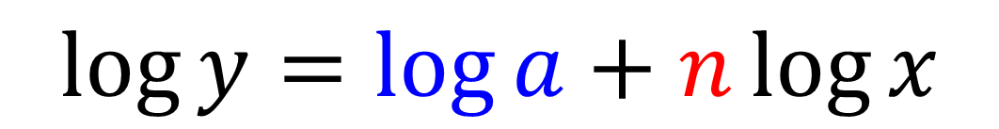 log y = log a + n log x